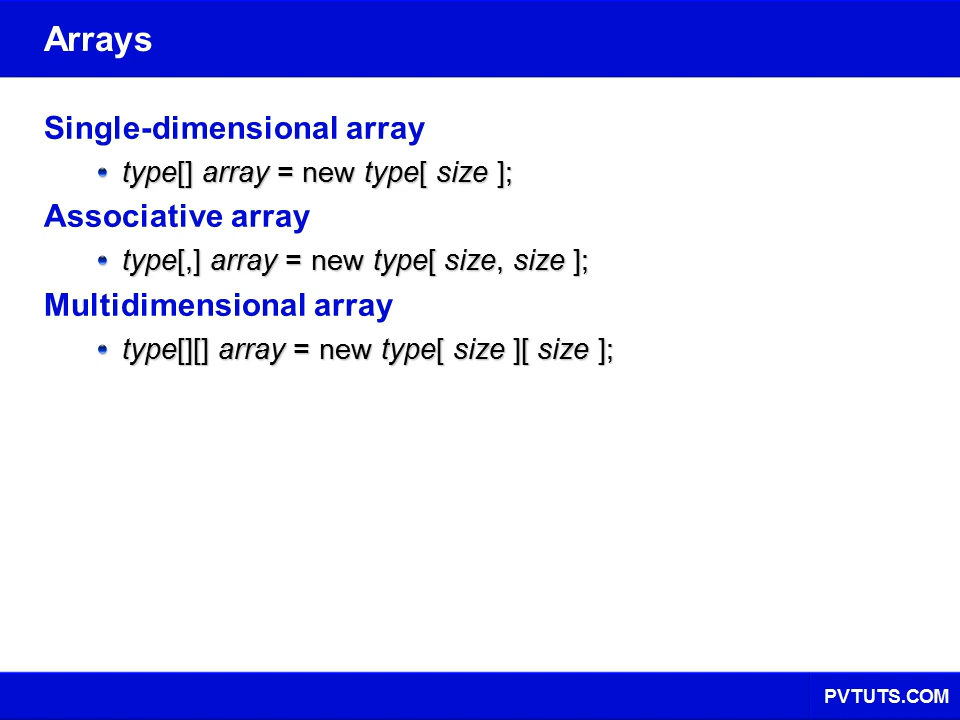 Arrays
Single-dimensional array
• type[] array = new type[ size ];
Associative array
• type[,] array = new type[ size, size ];
Multidimensional array
• type[][] array = new type[ size ][ size ];
PVTUTS.COM